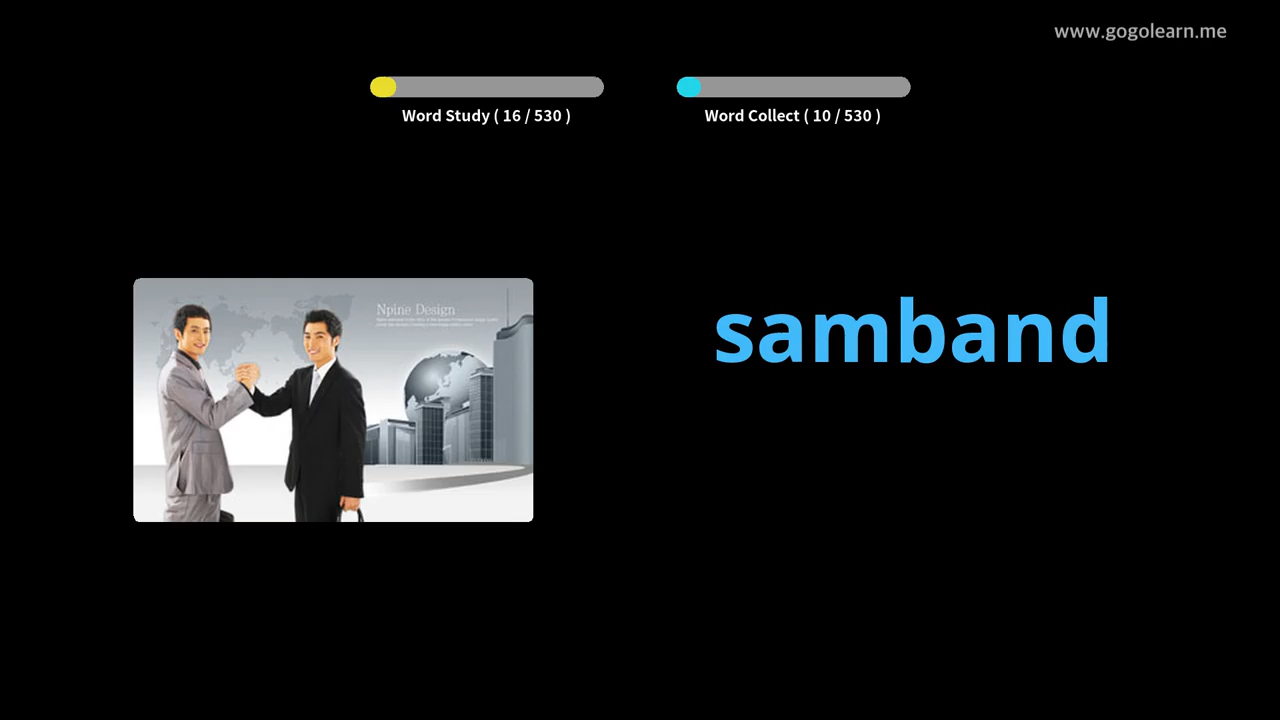 www.gogolearn.me
Word Study ( 16 / 530 )
Word Collect ( 10 / 530 )
Npine Design
samband